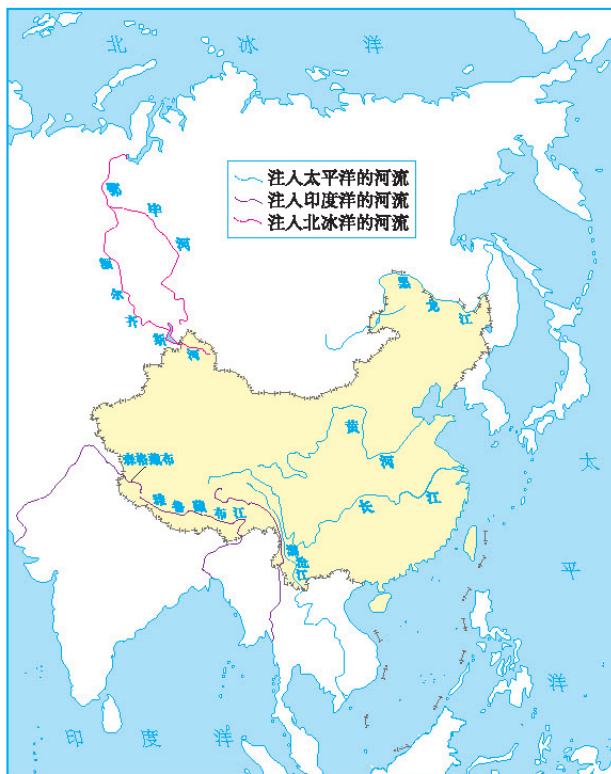 北冰洋
注入太平洋的河流
注入印度洋的河流
注入北冰洋的河流
鄂毕河
额尔齐斯河
黑龙江
黄河
森格藏布
雅鲁藏布江
长江
澜沧江
太平洋
印度洋